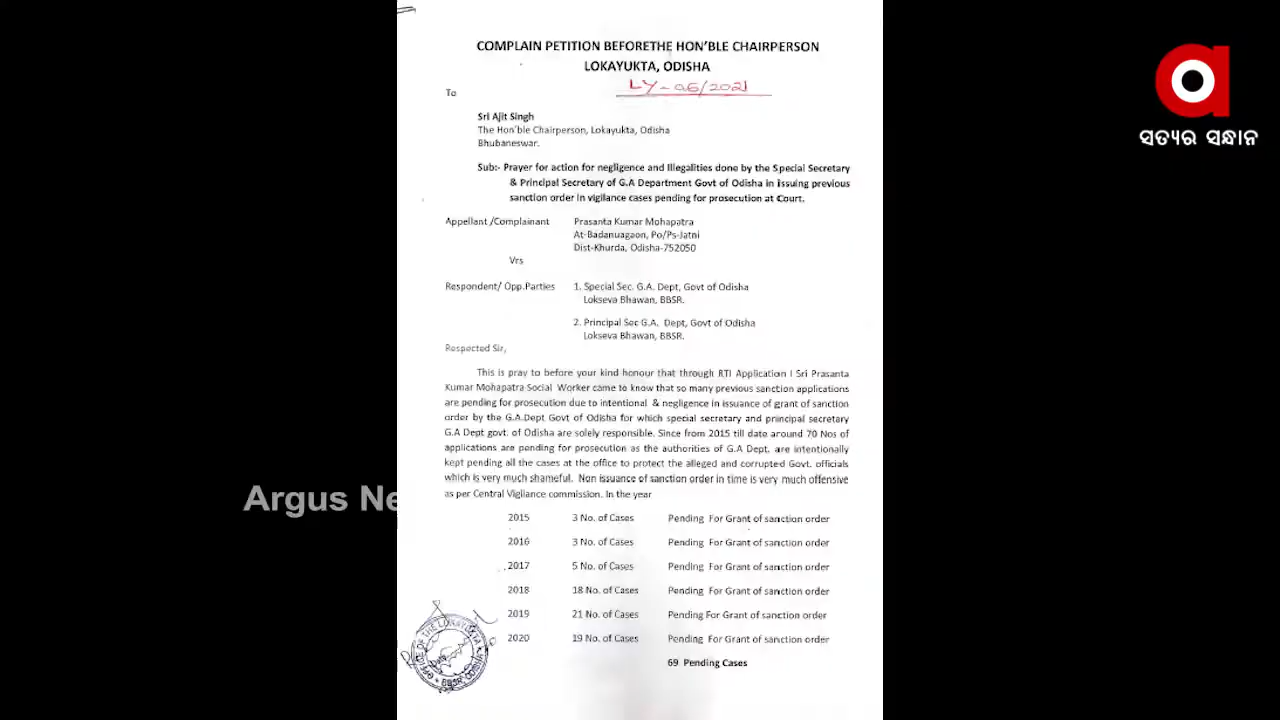 COMPLAIN PETITION BEFORETHE HON'BLE CHAIRPERSON
LOKAYUKTA, ODISHA
LY-06/2021
To
Sri Ajit Singh
The Hon'ble Chairperson, Lokayukta, Odisha
Bhubaneswar.
Sub:- Prayer for action for negligence and Illegalities done by the Special Secretary
& Principal Secretary of G.A Department Govt of Odisha in issuing previous
sanction order in vigilance cases pending for prosecution at Court.
Appellant /Complainant Prasanta Kumar Mohapatra
At-Badanuagaon, Po/Ps-Jatni
Dist-Khurda, Odisha-752050
Vrs
Respondent/ Opp.Parties 1. Special Sec. G.A. Dept, Govt of Odisha
Lokseva Bhawan, BBSR.
2. Principal Sec G.A. Dept, Govt of Odisha
Lokseva Bhawan, BBSR.
Respected Sir,
This is pray to before your kind honour that through RTI Application I Sri Prasanta
Kumar Mohapatra Social Worker came to know that so many previous sanction applications
are pending for prosecution due to intentional & negligence in issuance of grant of sanction
order by the G.A.Dept Govt of Odisha for which special secretary and principal secretary
G.A Dept govt. of Odisha are solely responsible. Since from 2015 till date around 70 Nos of
applications are pending for prosecution as the authorities of G.A Dept. are intentionally
kept pending all the cases at the office to protect the alleged and corrupted Govt. officials
which is very much shameful. Non issuance of sanction order in time is very much offensive
as per Central Vigilance commission. In the year
2015 3 No. of Cases Pending For Grant of sanction order
2016 3 No. of Cases Pending For Grant of sanction order
2017 5 No. of Cases Pending For Grant of sanction order
2018 18 No. of Cases Pending For Grant of sanction order
2019 21 No. of Cases Pending For Grant of sanction order
2020 19 No. of Cases Pending For Grant of sanction order
69 Pending Cases
OFFICE OF THE LOKAYUKTA
BBSR
Argus Ne
ସତ୍ୟର ସନ୍ଧାନ